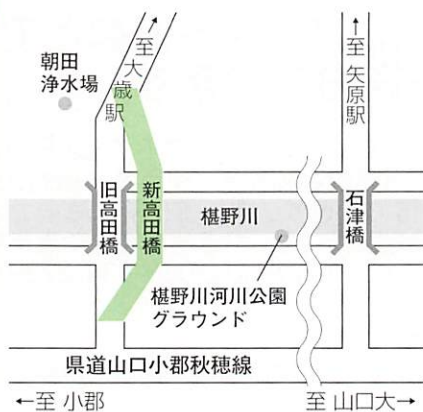 朝田
浄水場
至 大歳駅
至 矢原駅
旧高田橋
新高田橋
椹野川
石津橋
椹野川河川公園
グラウンド
県道山口小郡秋穂線
←至 小郡
至 山口大→